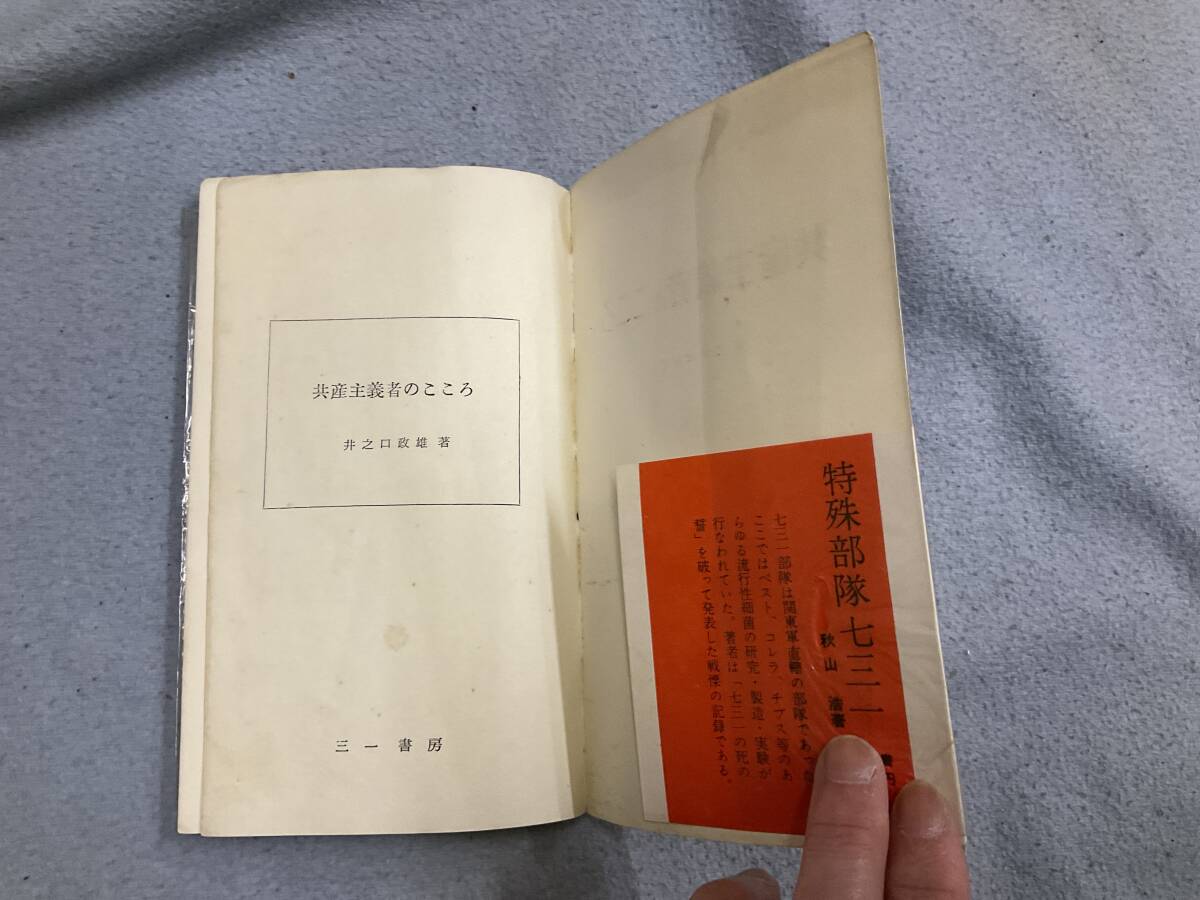 共産主義者のこころ
井之口政雄 著
三一書房
特殊部隊七三一
秋山 浩著
七三一部隊は関東軍直轄の部隊であつた
ここではペスト、コレラ、チブス等のあ
らゆる流行性細菌の研究・製造・実験が
行なわれていた。著者は「七三一の死の
誓」を破って発表した戦慄の記録である。
円